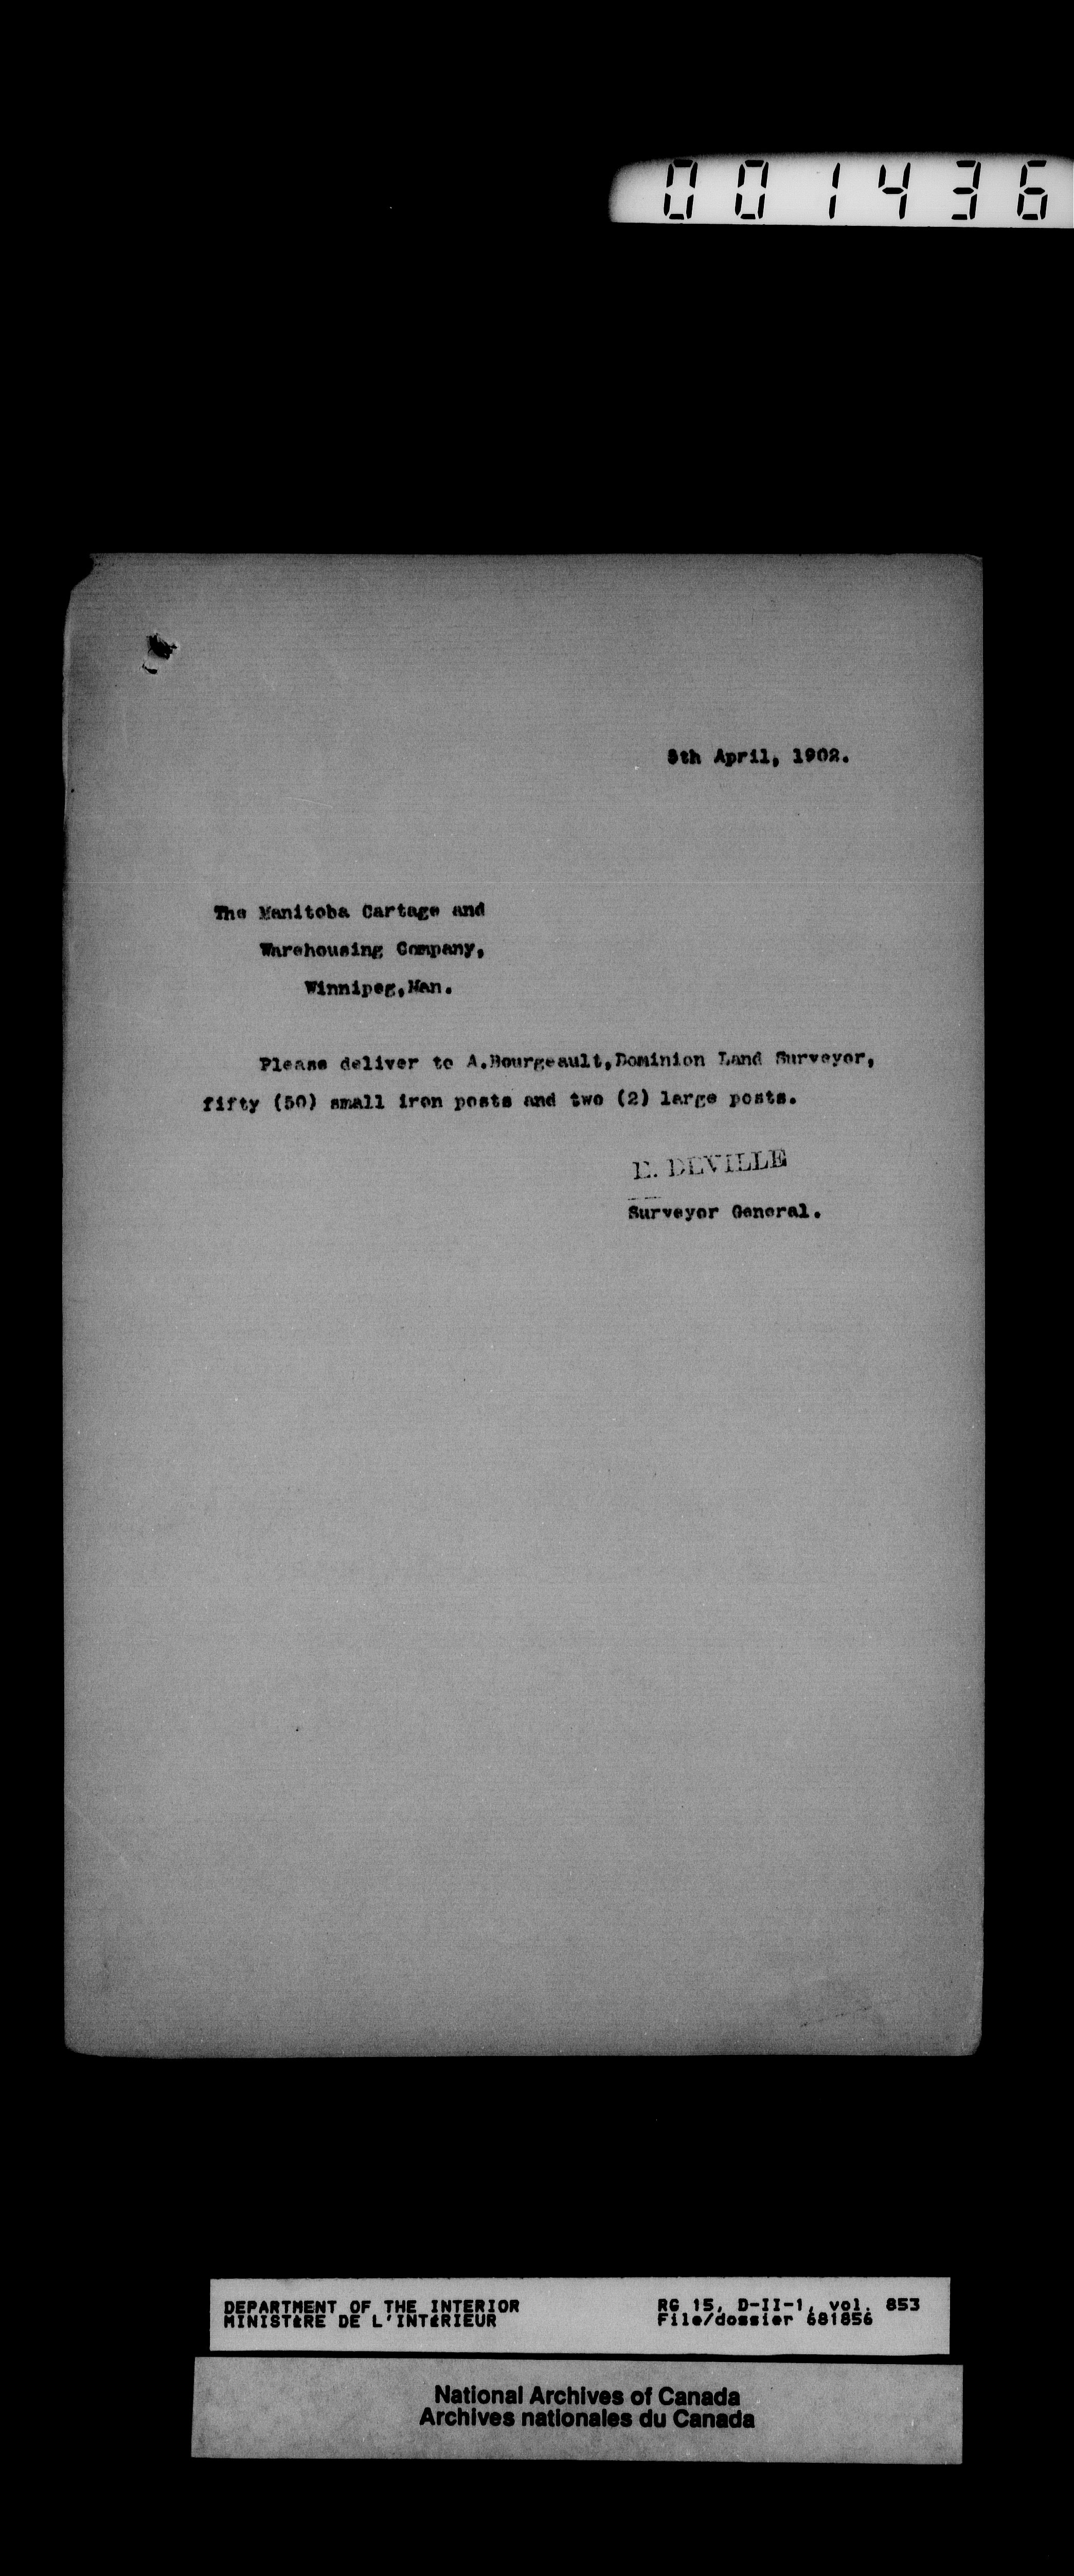 001436
5th April, 1902.
The Manitoba Cartage and
Warehousing Company,
Winnipeg,Man.
Please deliver to A.Bourgeault,Dominion Land Surveyor,
fifty (50) small iron posts and two (2) large posts.
E. DEVILLE
Surveyor General.
DEPARTMENT OF THE INTERIOR RG 15, D-II-1, vol. 853
MINISTÈRE DE L'INTÉRIEUR File/dossier 681856
National Archives of Canada
Archives nationales du Canada